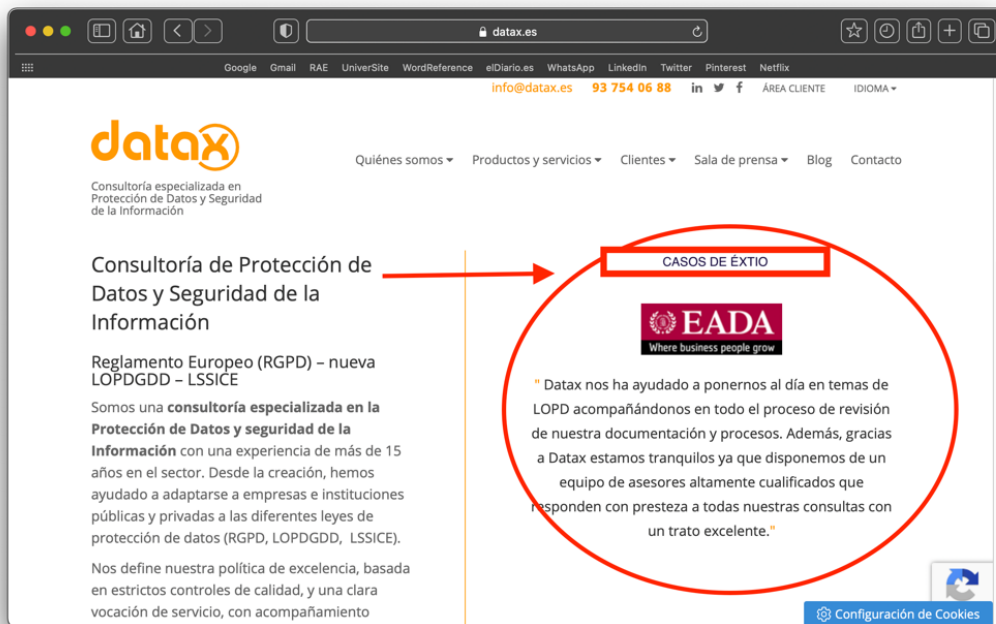 datax.es
Google Gmail RAE UniverSite WordReference elDiario.es WhatsApp LinkedIn Twitter Pinterest Netflix
info@datax.es 93 754 06 88 in f ÁREA CLIENTE IDIOMA
datax
Consultoría especializada en
Protección de Datos y Seguridad
de la Información
Quiénes somos Productos y servicios Clientes Sala de prensa Blog Contacto
Consultoría de Protección de
Datos y Seguridad de la
Información
Reglamento Europeo (RGPD) – nueva
LOPDGDD – LSSICE
Somos una consultoría especializada en la
Protección de Datos y seguridad de la
Información con una experiencia de más de 15
años en el sector. Desde la creación, hemos
ayudado a adaptarse a empresas e instituciones
públicas y privadas a las diferentes leyes de
protección de datos (RGPD, LOPDGDD, LSSICE).
Nos define nuestra política de excelencia, basada
en estrictos controles de calidad, y una clara
vocación de servicio, con acompañamiento
CASOS DE ÉXTIO
EADA
Where business people grow
" Datax nos ha ayudado a ponernos al día en temas de
LOPD acompañándonos en todo el proceso de revisión
de nuestra documentación y procesos. Además, gracias
a Datax estamos tranquilos ya que disponemos de un
equipo de asesores altamente cualificados que
responden con presteza a todas nuestras consultas con
un trato excelente."
Configuración de Cookies